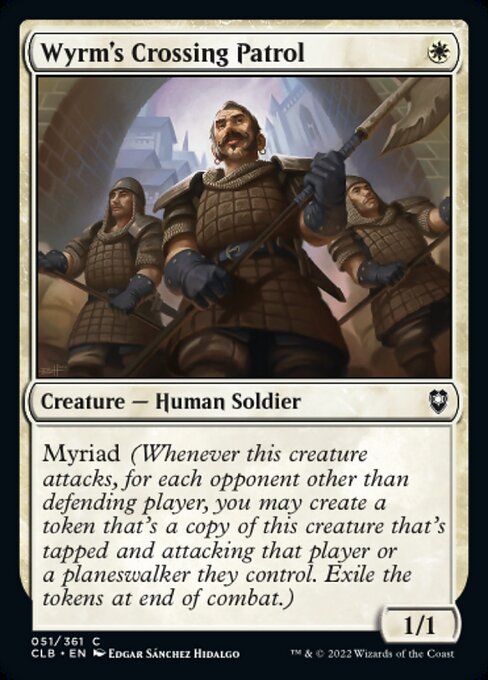 Wyrm's Crossing Patrol
Creature — Human Soldier
Myriad (Whenever this creature
attacks, for each opponent other than
defending player, you may create a
token that's a copy of this creature that's
tapped and attacking that player or
a planeswalker they control. Exile the
tokens at end of combat.)
1/1
051/361 C
CLB • EN Edgar Sánchez Hidalgo
™ & © 2022 Wizards of the Coast